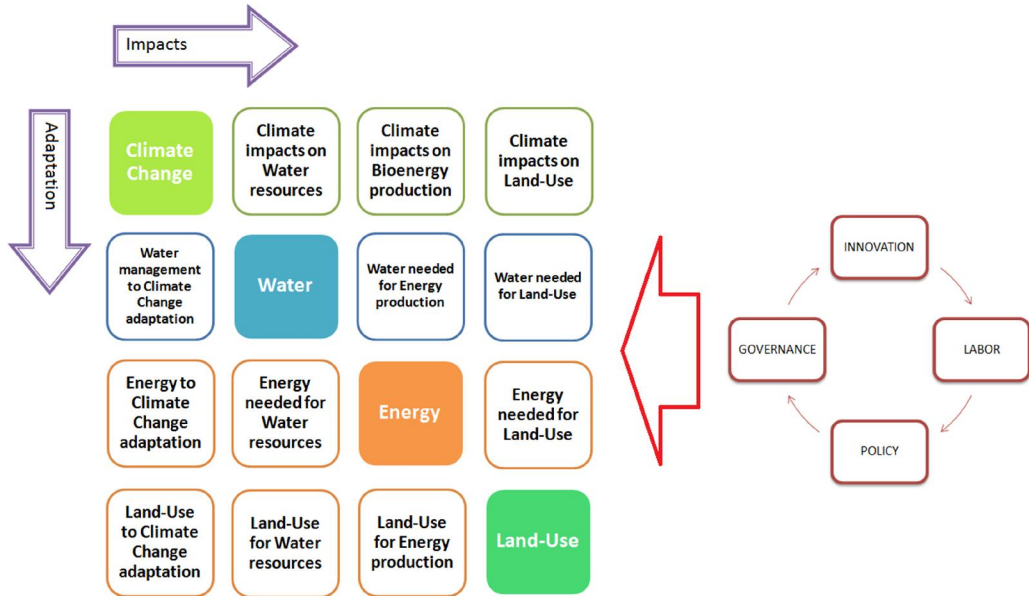 Impacts
Adaptation
Climate
Change
Climate
impacts on
Water
resources
Climate
impacts on
Bioenergy
production
Climate
impacts on
Land-Use
Water
management
to Climate
Change
adaptation
Water
Water needed
for Energy
production
Water needed
for Land-Use
Energy to
Climate
Change
adaptation
Energy
needed for
Water
resources
Energy
Energy
needed for
Land-Use
Land-Use
to Climate
Change
adaptation
Land-Use
for Water
resources
Land-Use
for Energy
production
Land-Use
INNOVATION
GOVERNANCE
LABOR
POLICY